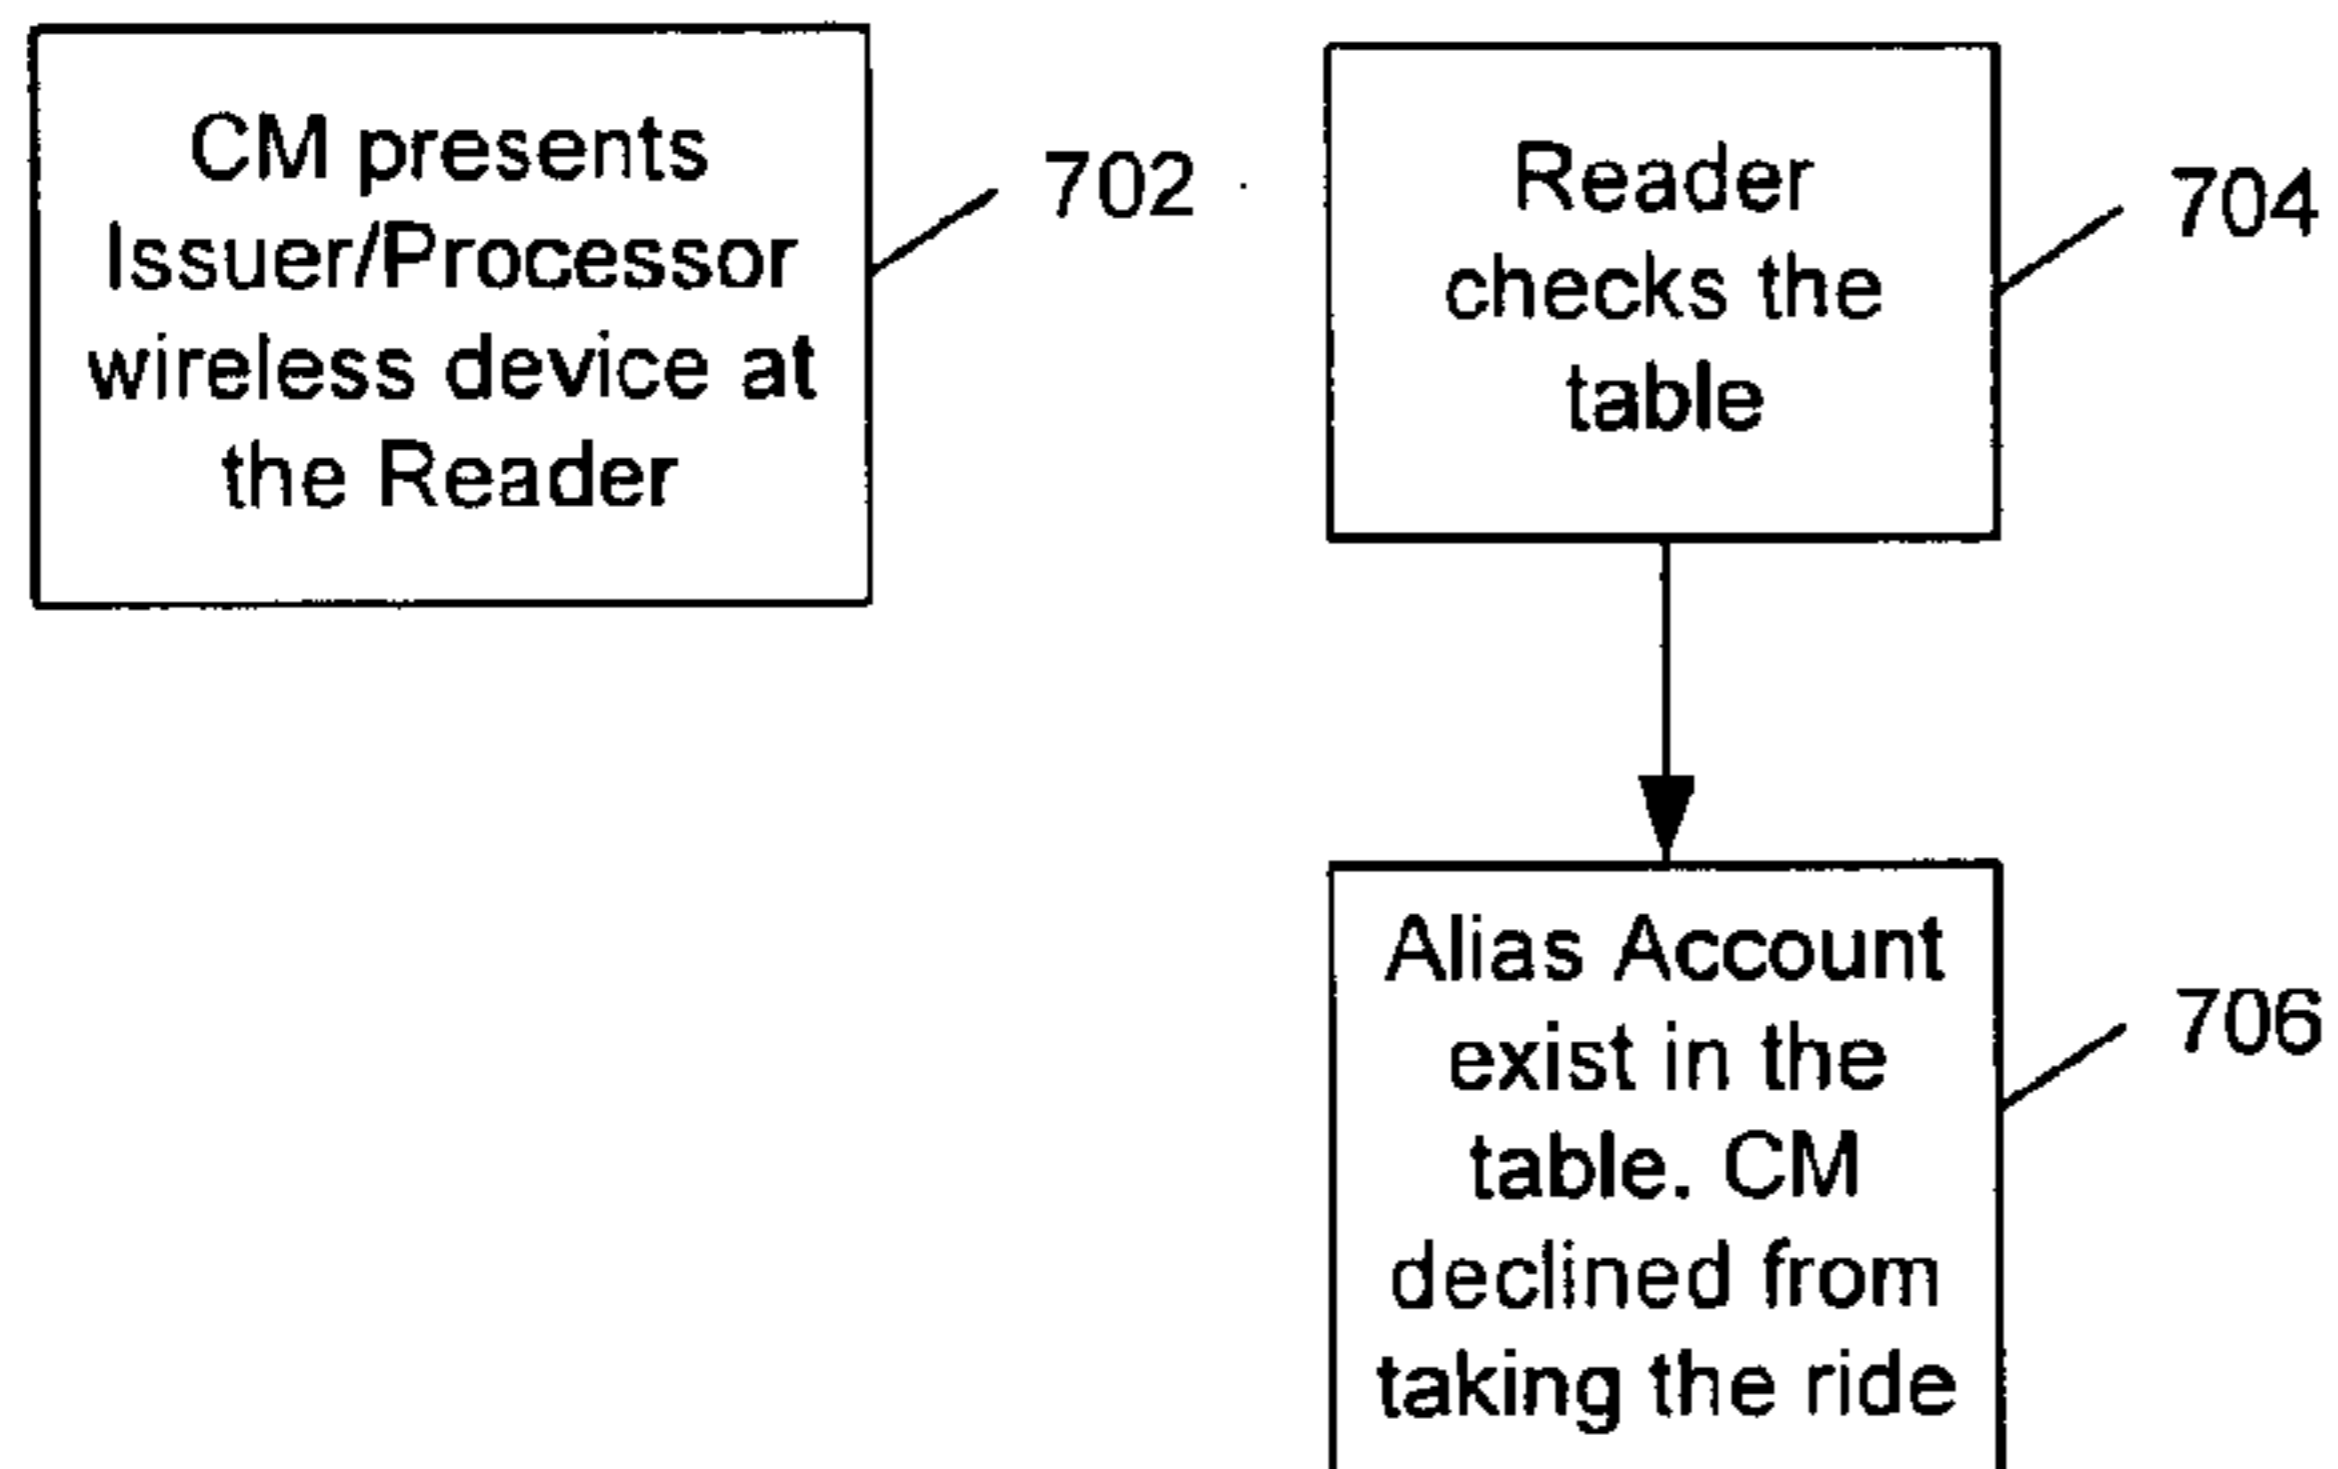 CM presents
Issuer/Processor
wireless device at
the Reader
702
Reader
checks the
table
704
Alias Account
exist in the
table. CM
declined from
taking the ride
706